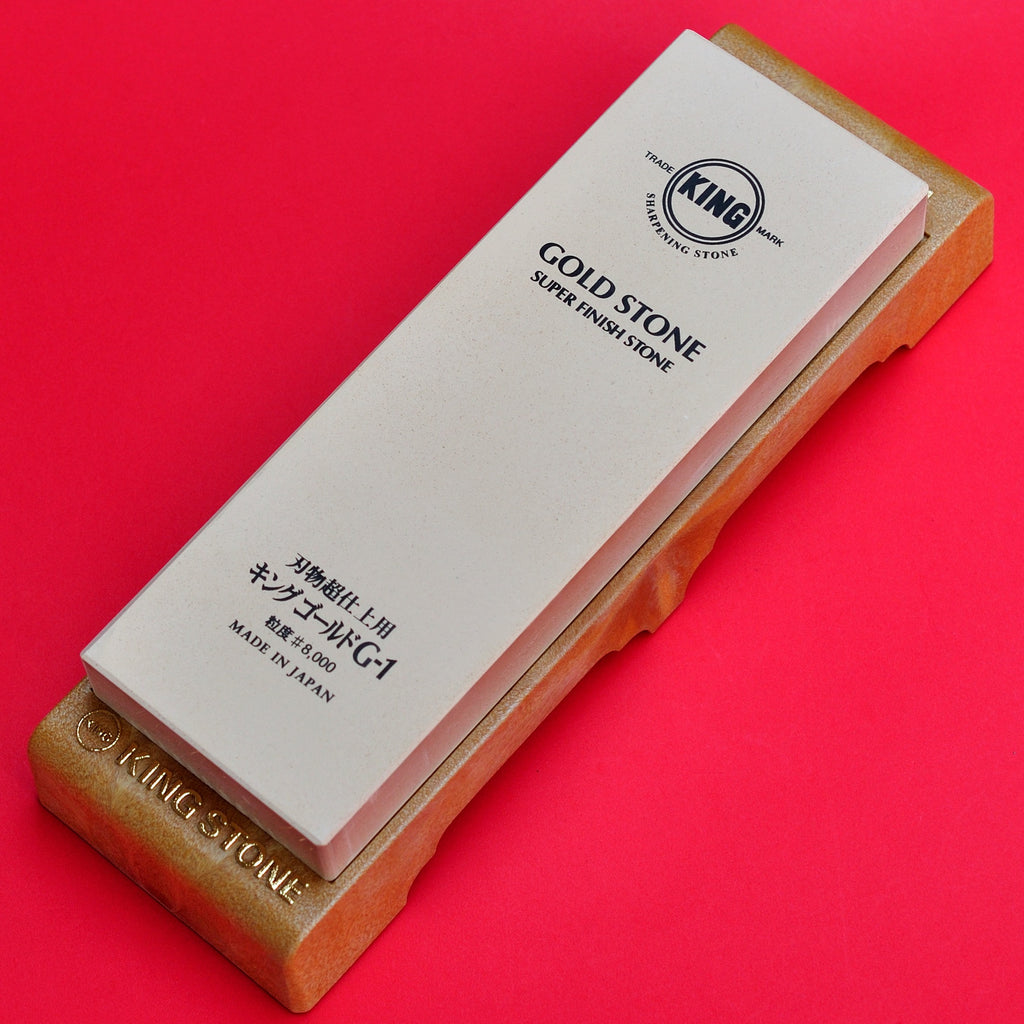 TRADE KING MARK
SHARPENING STONE
GOLD STONE
SUPER FINISH STONE
刃物超仕上用
キングゴールドG-1
粒度#8,000
MADE IN JAPAN
KING KING STONE